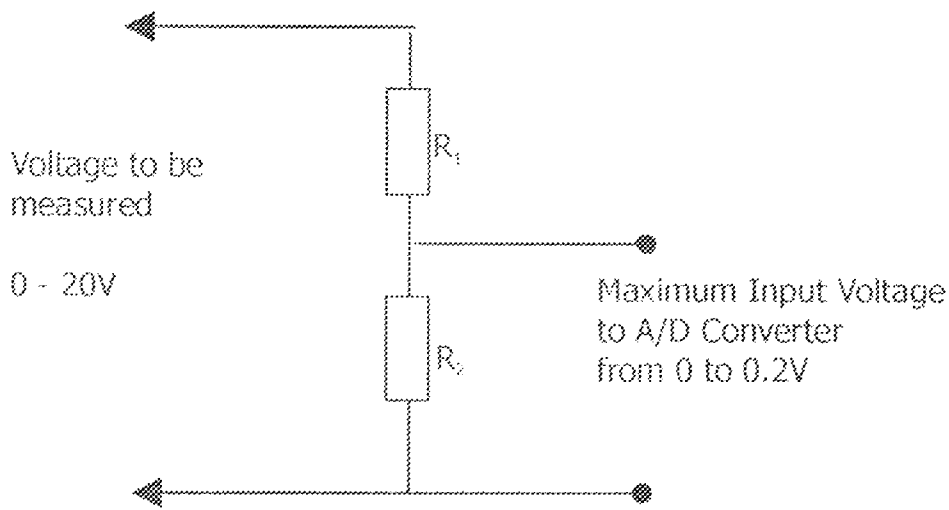 Voltage to be
measured
0 - 20V
R₁
R₂
Maximum Input Voltage
to A/D Converter
from 0 to 0.2V